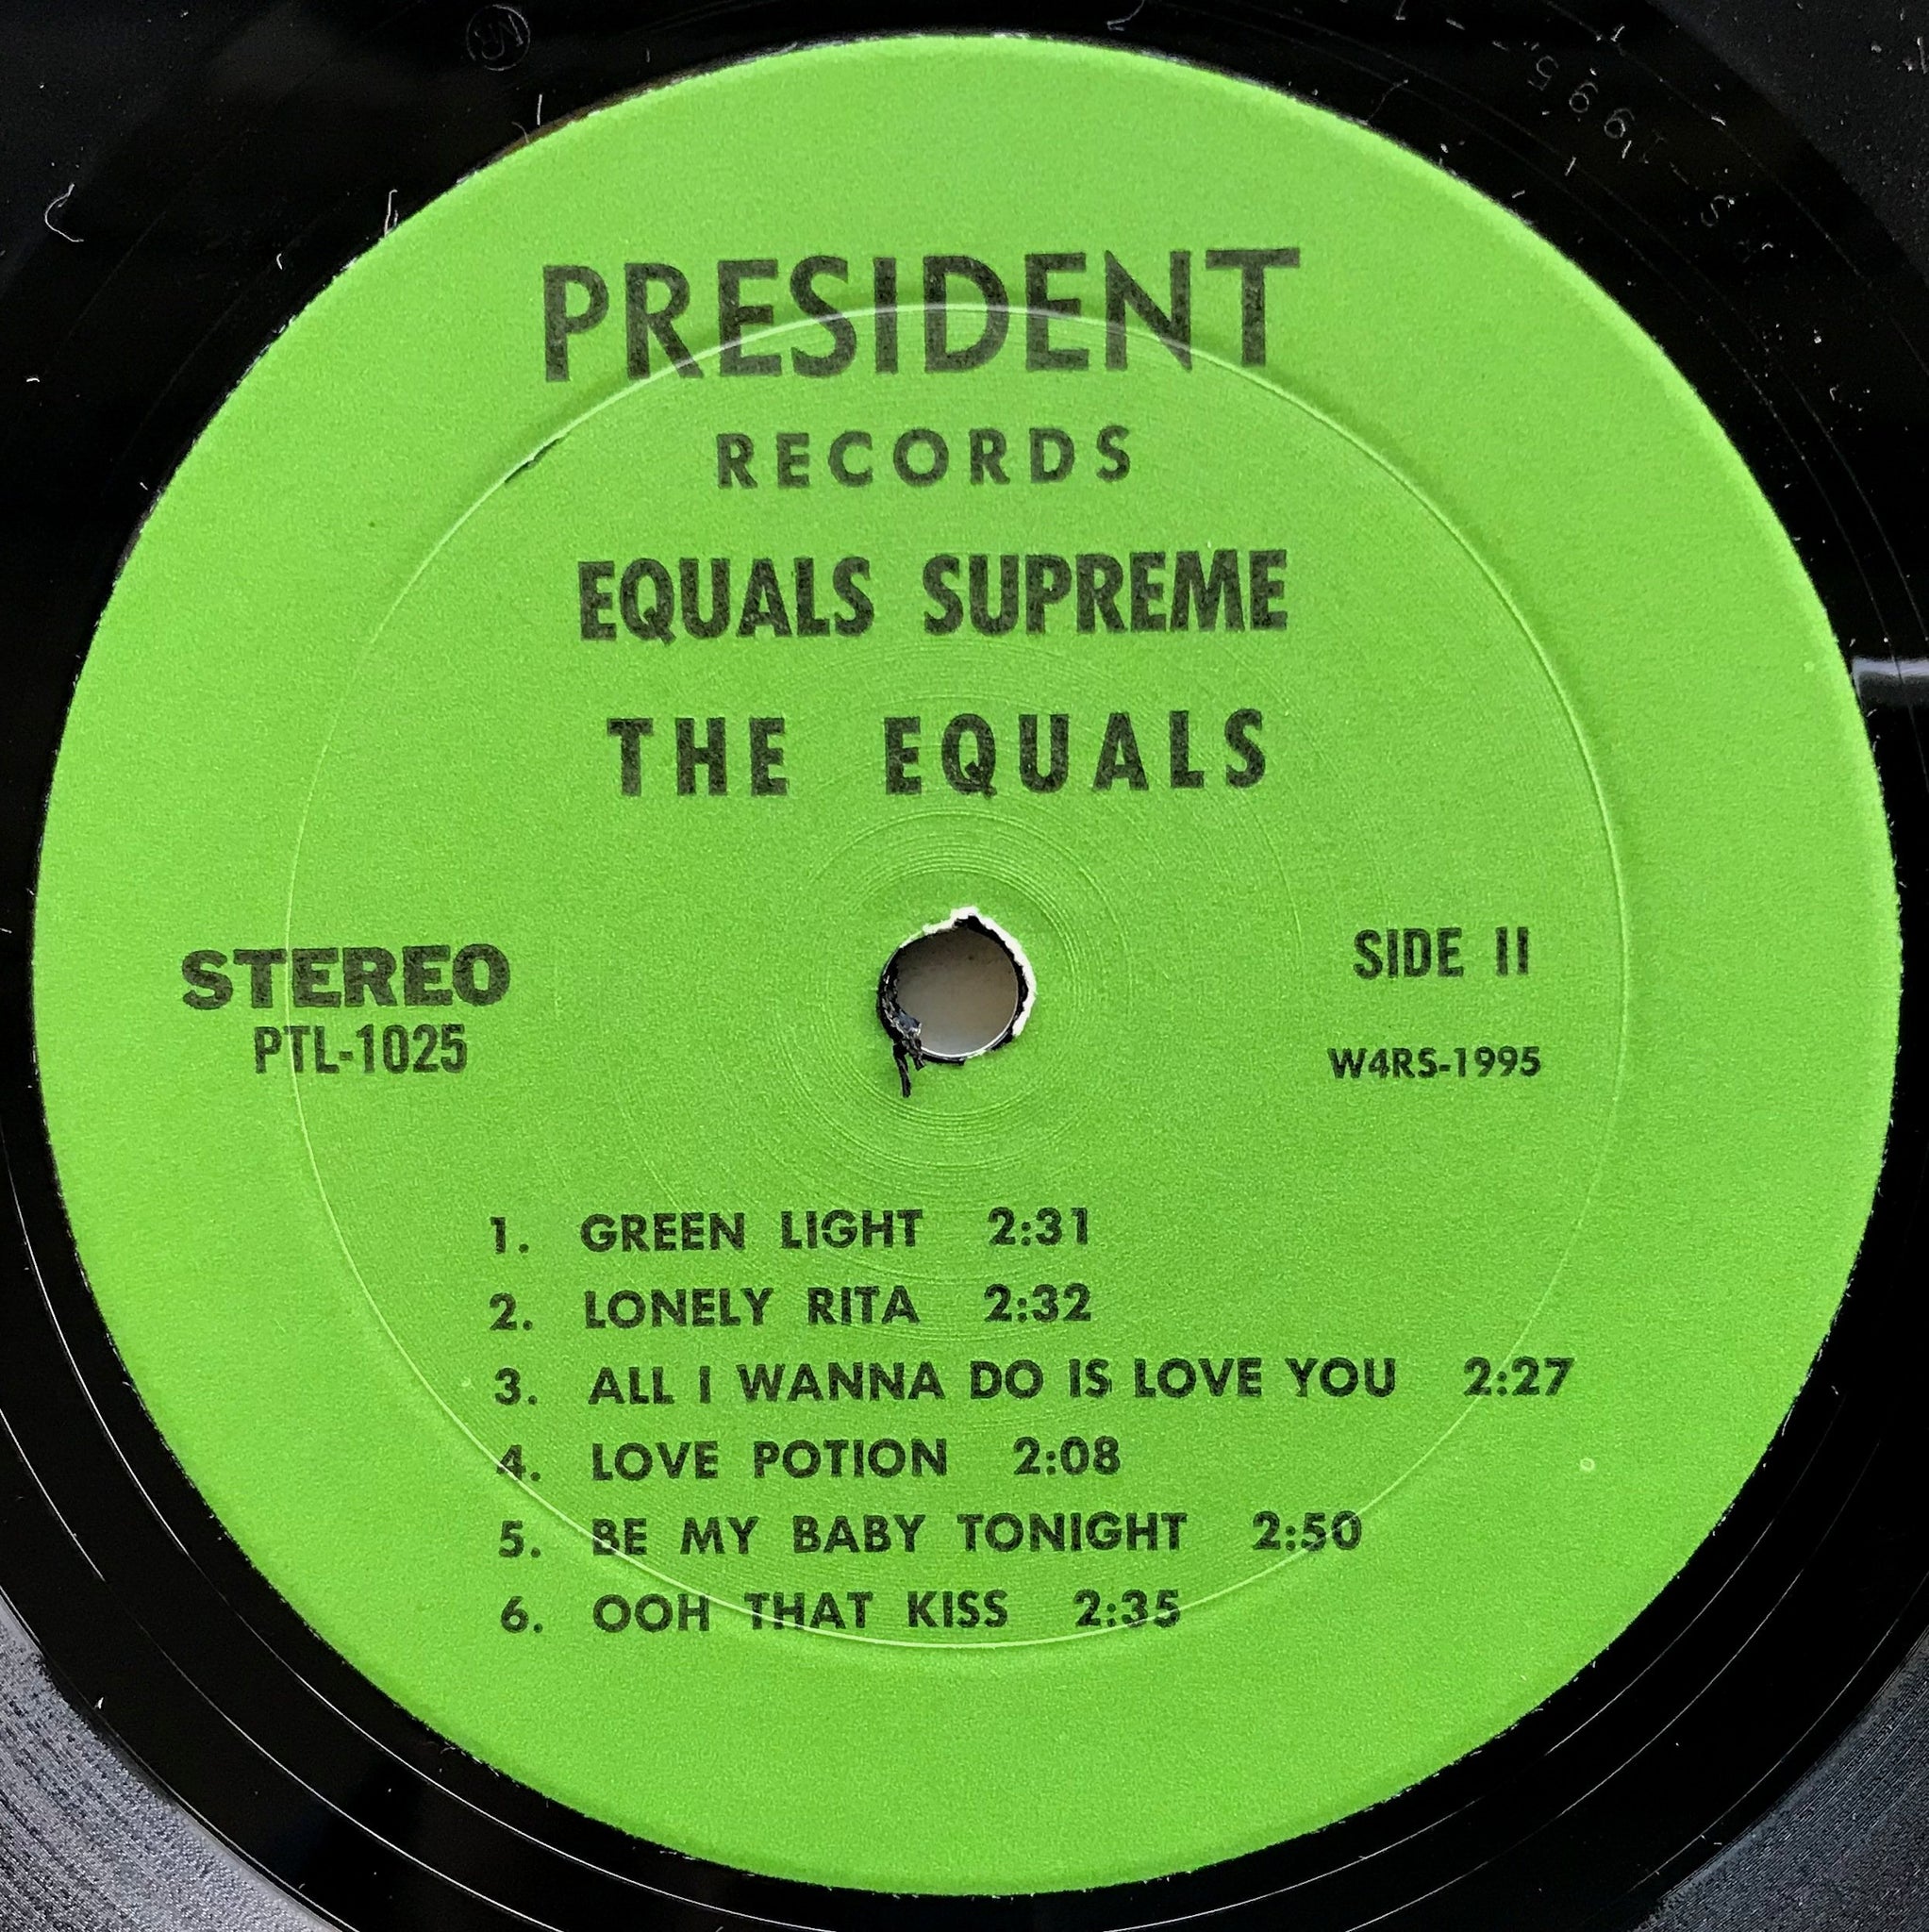 PRESIDENT
RECORDS
EQUALS SUPREME
THE EQUALS
STEREO
PTL-1025
SIDE II
W4RS-1995
1. GREEN LIGHT 2:31
2. LONELY RITA 2:32
3. ALL I WANNA DO IS LOVE YOU 2:27
4. LOVE POTION 2:08
5. BE MY BABY TONIGHT 2:50
6. OOH THAT KISS 2:35
MR